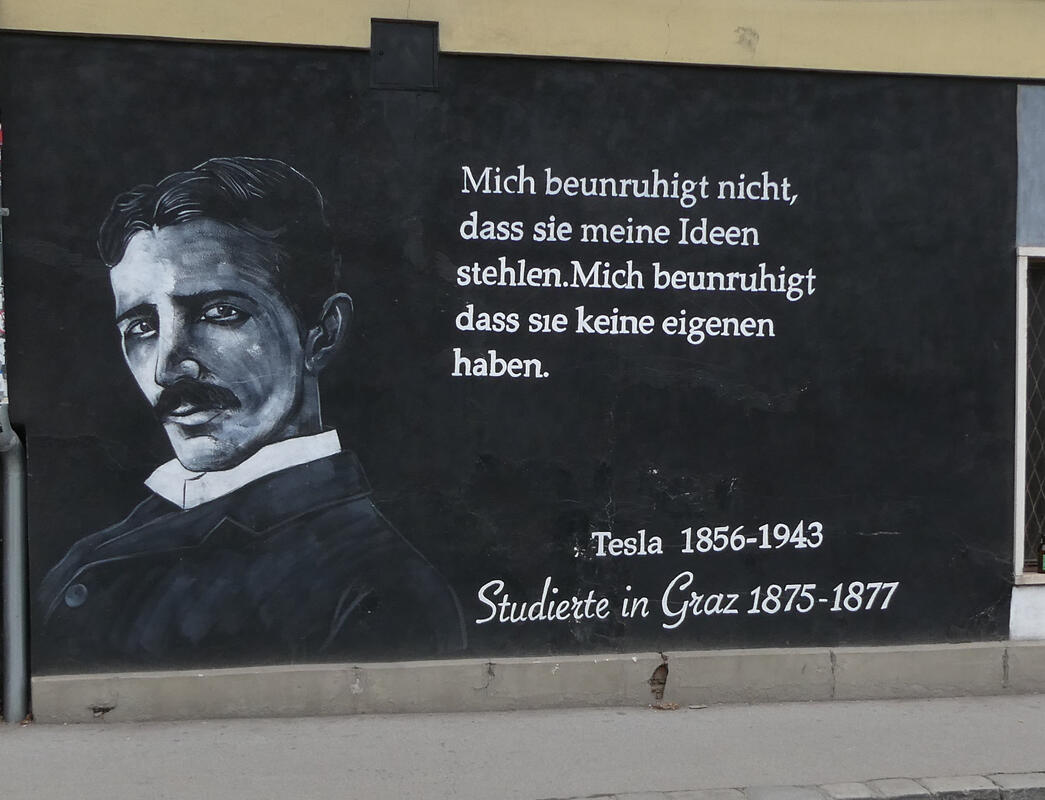 Mich beunruhigt nicht,
dass sie meine Ideen
stehlen.Mich beunruhigt
dass sie keine eigenen
haben.
Tesla 1856-1943
Studierte in Graz 1875-1877